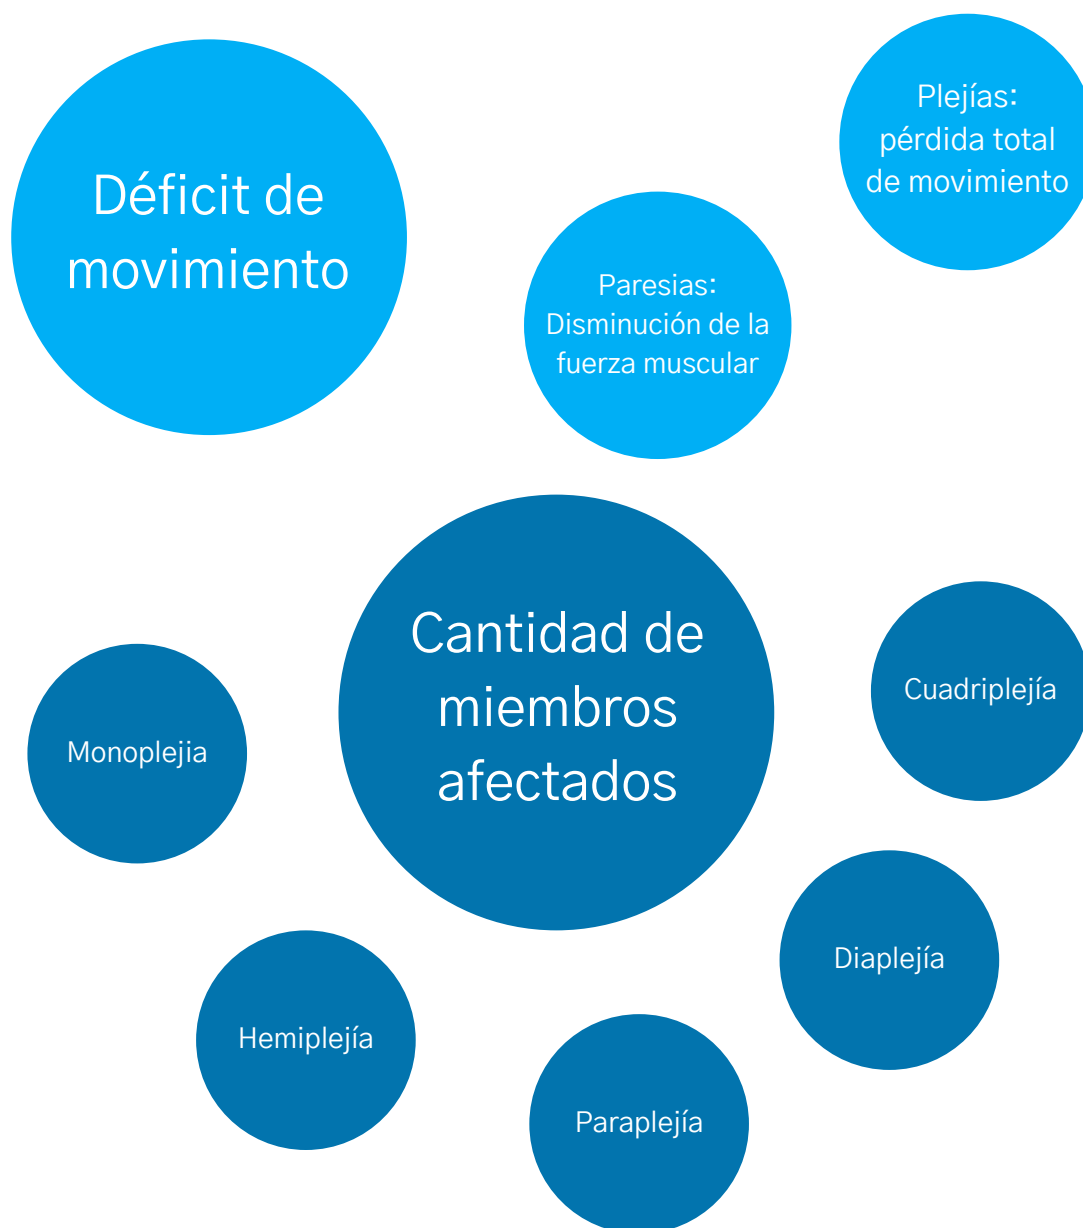 Déficit de
movimiento
Plejías:
pérdida total
de movimiento
Paresias:
Disminución de la
fuerza muscular
Cantidad de
miembros
afectados
Monoplejia
Hemiplejía
Paraplejía
Diaplejía
Cuadriplejía